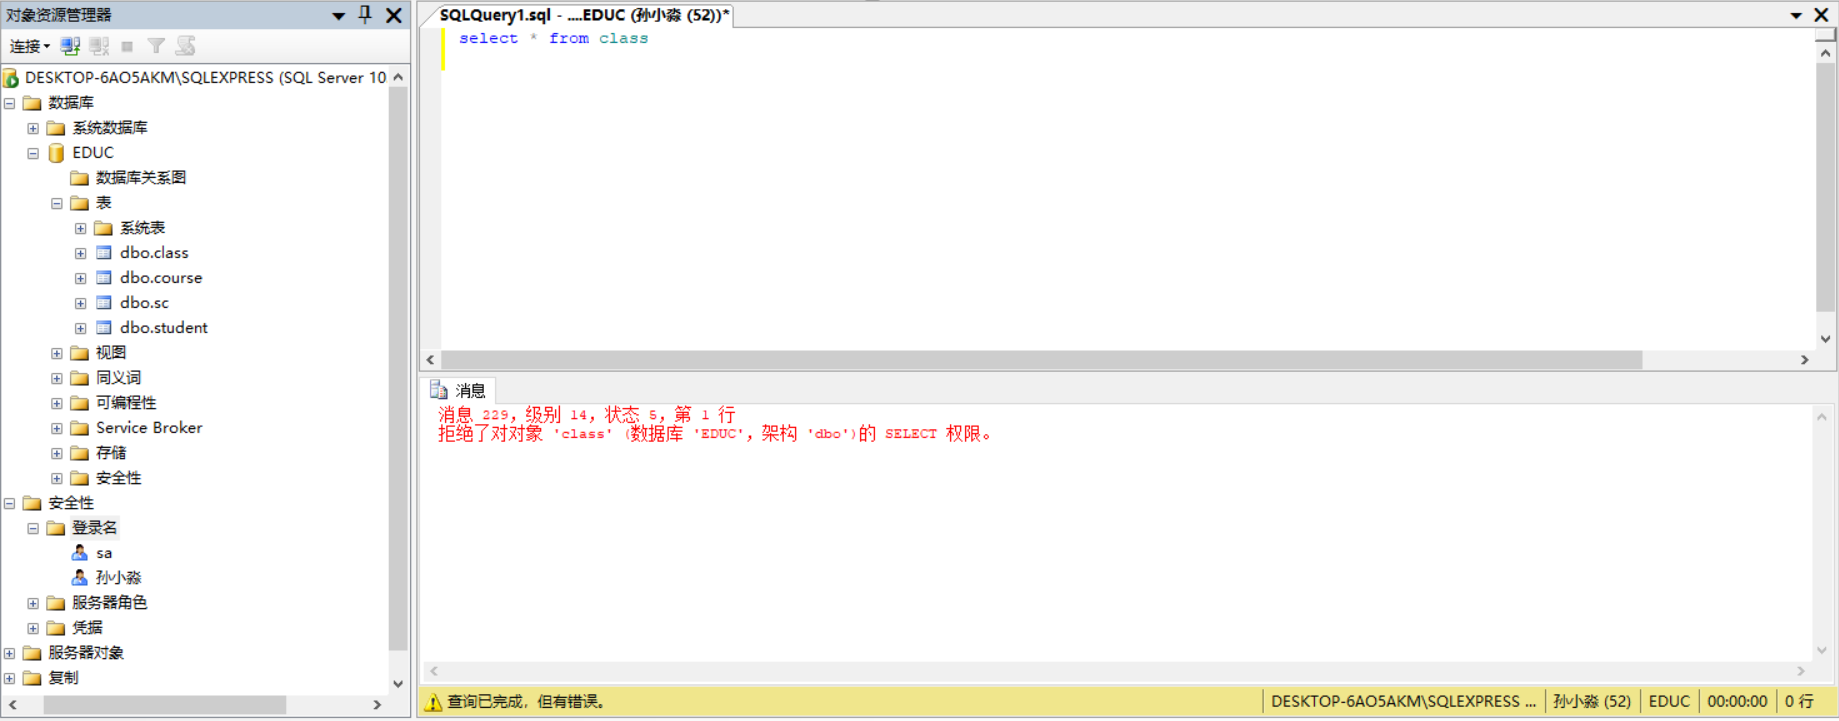 对象资源管理器
连接
DESKTOP-6AO5AKM\SQLEXPRESS (SQL Server 10
数据库
系统数据库
EDUC
数据库关系图
表
系统表
dbo.class
dbo.course
dbo.sc
dbo.student
视图
同义词
可编程性
Service Broker
存储
安全性
安全性
登录名
sa
孙小淼
服务器角色
凭据
服务器对象
复制
SQLQuery1.sql - ....EDUC (孙小淼 (52))*
select * from class
消息
消息 229，级别 14，状态 5，第 1 行
拒绝了对对象 'class' (数据库 'EDUC'，架构 'dbo')的 SELECT 权限。
查询已完成，但有错误。
DESKTOP-6AO5AKM\SQLEXPRESS ...
孙小淼 (52)
EDUC
00:00:00
0 行